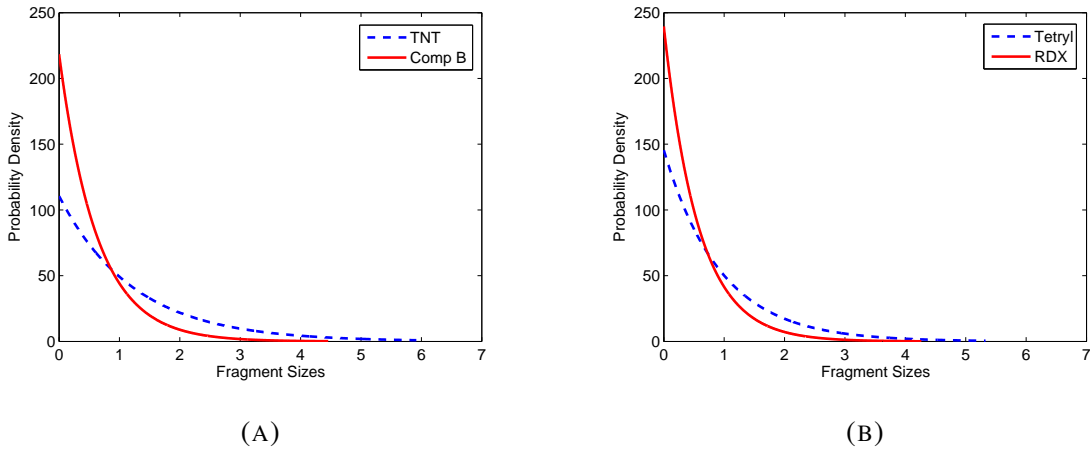 250
200
150
100
50
0
Probability Density
0 1 2 3 4 5 6 7
Fragment Sizes
TNT
Comp B
(A)
250
200
150
100
50
0
Probability Density
0 1 2 3 4 5 6 7
Fragment Sizes
Tetryl
RDX
(B)